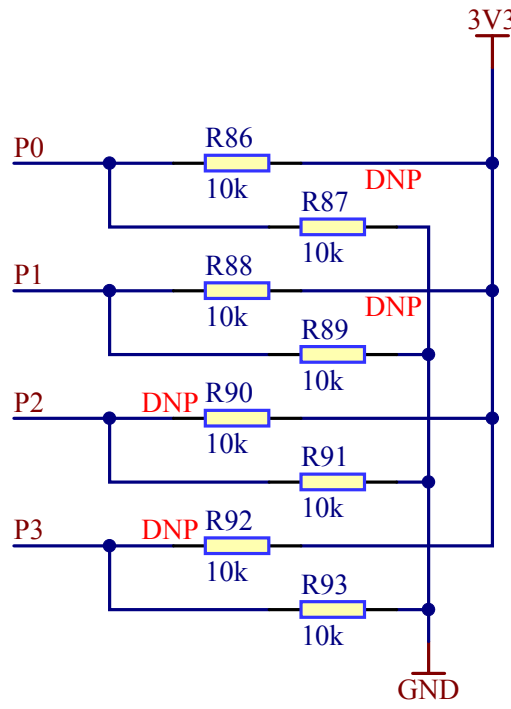 3V3
P0
R86
10k
DNP
R87
10k
P1
R88
10k
DNP
R89
10k
P2
DNP
R90
10k
R91
10k
P3
DNP
R92
10k
R93
10k
GND